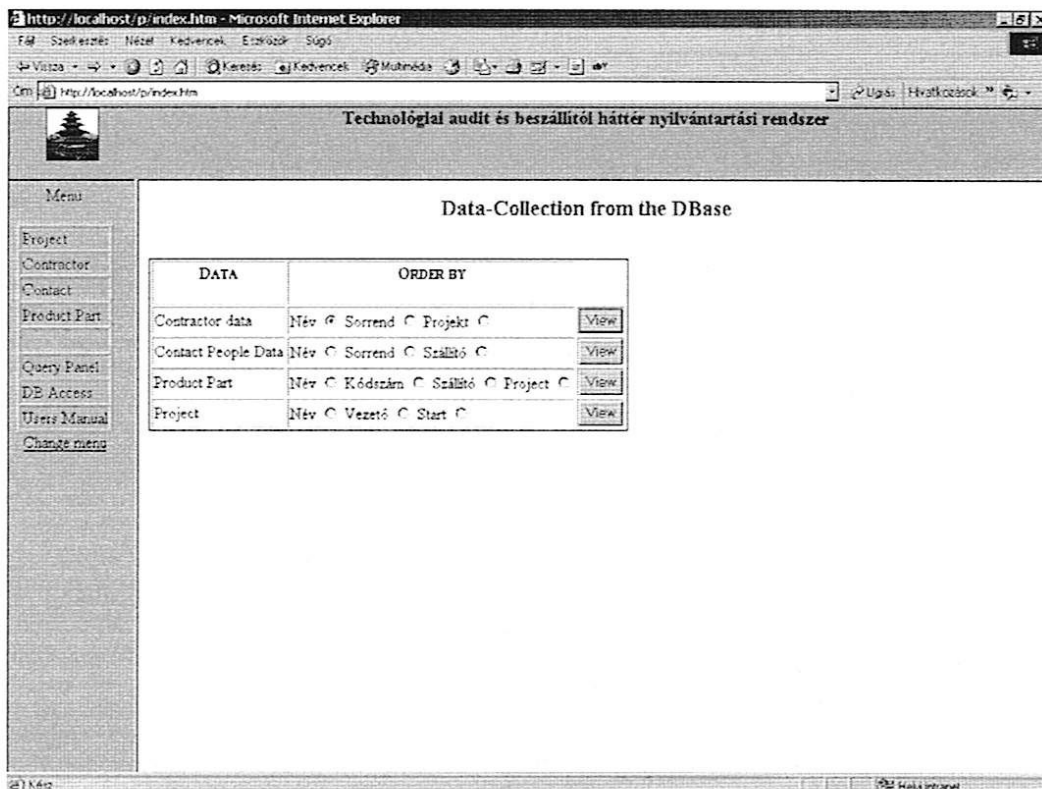 http://localhost/p/index.htm - Microsoft Internet Explorer
Fájl Szerkesztés Nézet Kedvencek Eszközök Súgó
Vissza Keresés Kedvencek Multimédia
Cím http://localhost/p/index.htm Ugrás Hivatkozások »
Technológiai audit és beszállítói háttér nyilvántartási rendszer
Menu
Project
Contractor
Contact
Product Part
Query Panel
DB Access
Users Manual
Change menu
Data-Collection from the DBase
DATA ORDER BY
Contractor data Név Sorrend Projekt View
Contact People Data Név Sorrend Szállító View
Product Part Név Kódszám Szállító Project View
Project Név Vezető Start View
Kész Helyi intranet